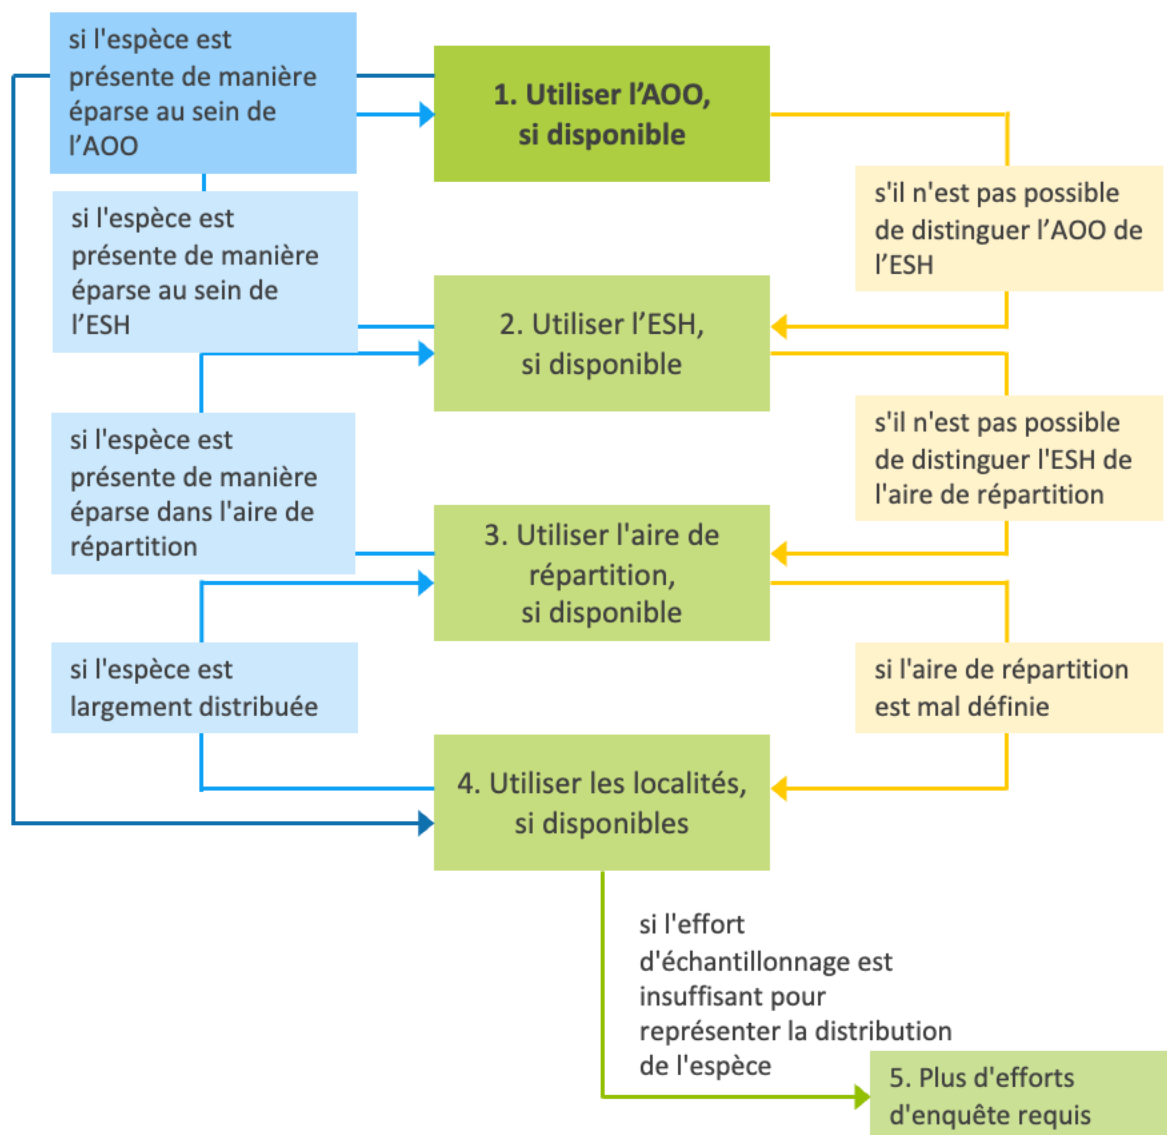 si l'espèce est
présente de manière
éparse au sein de
l’AOO
1. Utiliser l’AOO,
si disponible
s'il n'est pas possible
de distinguer l’AOO de
l’ESH
si l'espèce est
présente de manière
éparse au sein de
l’ESH
2. Utiliser l’ESH,
si disponible
s'il n'est pas possible
de distinguer l'ESH de
l'aire de répartition
si l'espèce est
présente de manière
éparse dans l'aire de
répartition
3. Utiliser l'aire de
répartition,
si disponible
si l'espèce est
largement distribuée
si l'aire de répartition
est mal définie
4. Utiliser les localités,
si disponibles
si l'effort
d'échantillonnage est
insuffisant pour
représenter la distribution
de l'espèce
5. Plus d'efforts
d'enquête requis